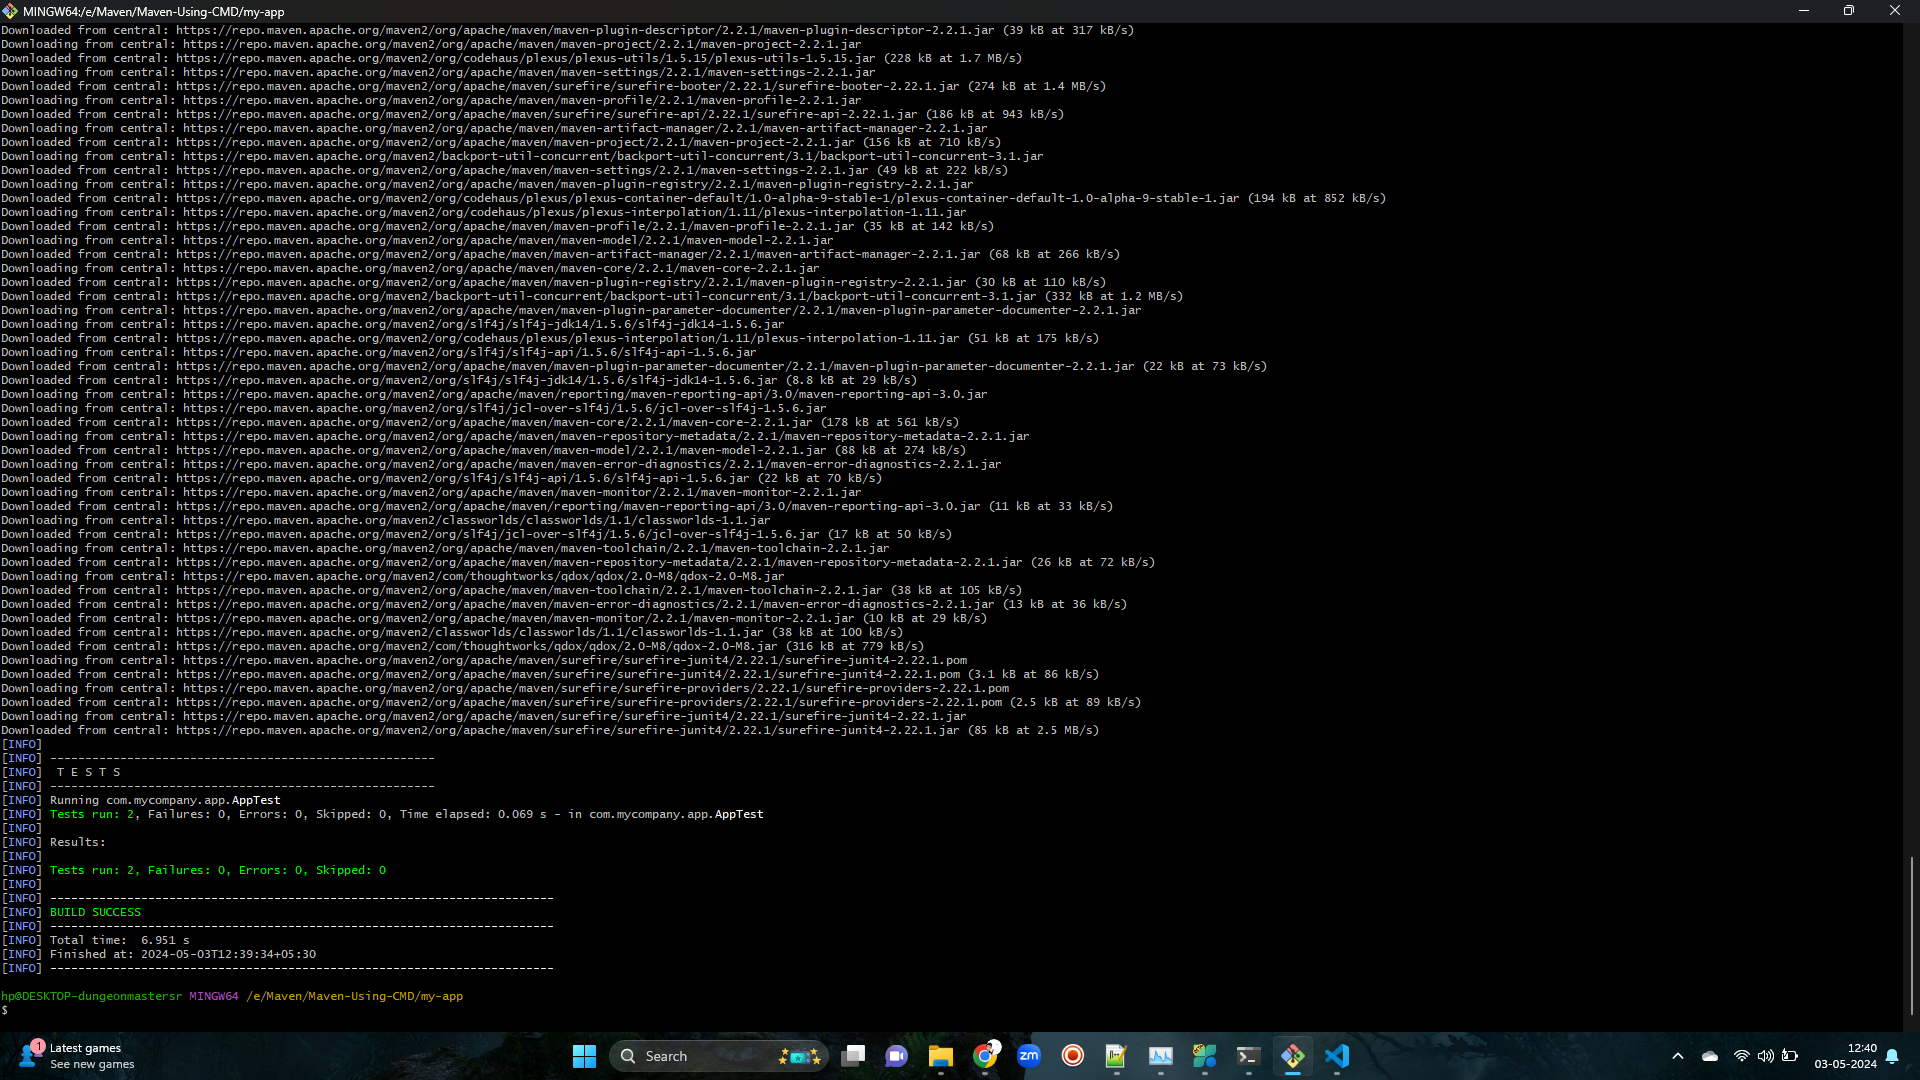 MINGW64:/e/Maven/Maven-Using-CMD/my-app
Downloaded from central: https://repo.maven.apache.org/maven2/org/apache/maven/maven-plugin-descriptor/2.2.1/maven-plugin-descriptor-2.2.1.jar (39 kB at 317 kB/s)
Downloading from central: https://repo.maven.apache.org/maven2/org/apache/maven/maven-project/2.2.1/maven-project-2.2.1.jar
Downloaded from central: https://repo.maven.apache.org/maven2/org/codehaus/plexus/plexus-utils/1.5.15/plexus-utils-1.5.15.jar (228 kB at 1.7 MB/s)
Downloading from central: https://repo.maven.apache.org/maven2/org/apache/maven/maven-settings/2.2.1/maven-settings-2.2.1.jar
Downloaded from central: https://repo.maven.apache.org/maven2/org/apache/maven/surefire/surefire-booter/2.22.1/surefire-booter-2.22.1.jar (274 kB at 1.4 MB/s)
Downloading from central: https://repo.maven.apache.org/maven2/org/apache/maven/maven-profile/2.2.1/maven-profile-2.2.1.jar
Downloaded from central: https://repo.maven.apache.org/maven2/org/apache/maven/surefire/surefire-api/2.22.1/surefire-api-2.22.1.jar (186 kB at 943 kB/s)
Downloading from central: https://repo.maven.apache.org/maven2/org/apache/maven/maven-artifact-manager/2.2.1/maven-artifact-manager-2.2.1.jar
Downloaded from central: https://repo.maven.apache.org/maven2/org/apache/maven/maven-project/2.2.1/maven-project-2.2.1.jar (156 kB at 710 kB/s)
Downloading from central: https://repo.maven.apache.org/maven2/backport-util-concurrent/backport-util-concurrent/3.1/backport-util-concurrent-3.1.jar
Downloaded from central: https://repo.maven.apache.org/maven2/org/apache/maven/maven-settings/2.2.1/maven-settings-2.2.1.jar (49 kB at 222 kB/s)
Downloading from central: https://repo.maven.apache.org/maven2/org/apache/maven/maven-plugin-registry/2.2.1/maven-plugin-registry-2.2.1.jar
Downloaded from central: https://repo.maven.apache.org/maven2/org/codehaus/plexus/plexus-container-default/1.0-alpha-9-stable-1/plexus-container-default-1.0-alpha-9-stable-1.jar (194 kB at 852 kB/s)
Downloading from central: https://repo.maven.apache.org/maven2/org/codehaus/plexus/plexus-interpolation/1.11/plexus-interpolation-1.11.jar
Downloaded from central: https://repo.maven.apache.org/maven2/org/apache/maven/maven-profile/2.2.1/maven-profile-2.2.1.jar (35 kB at 142 kB/s)
Downloading from central: https://repo.maven.apache.org/maven2/org/apache/maven/maven-model/2.2.1/maven-model-2.2.1.jar
Downloaded from central: https://repo.maven.apache.org/maven2/org/apache/maven/maven-artifact-manager/2.2.1/maven-artifact-manager-2.2.1.jar (68 kB at 266 kB/s)
Downloading from central: https://repo.maven.apache.org/maven2/org/apache/maven/maven-core/2.2.1/maven-core-2.2.1.jar
Downloaded from central: https://repo.maven.apache.org/maven2/org/apache/maven/maven-plugin-registry/2.2.1/maven-plugin-registry-2.2.1.jar (30 kB at 110 kB/s)
Downloaded from central: https://repo.maven.apache.org/maven2/backport-util-concurrent/backport-util-concurrent/3.1/backport-util-concurrent-3.1.jar (332 kB at 1.2 MB/s)
Downloading from central: https://repo.maven.apache.org/maven2/org/apache/maven/maven-plugin-parameter-documenter/2.2.1/maven-plugin-parameter-documenter-2.2.1.jar
Downloading from central: https://repo.maven.apache.org/maven2/org/slf4j/slf4j-jdk14/1.5.6/slf4j-jdk14-1.5.6.jar
Downloaded from central: https://repo.maven.apache.org/maven2/org/codehaus/plexus/plexus-interpolation/1.11/plexus-interpolation-1.11.jar (51 kB at 175 kB/s)
Downloading from central: https://repo.maven.apache.org/maven2/org/slf4j/slf4j-api/1.5.6/slf4j-api-1.5.6.jar
Downloaded from central: https://repo.maven.apache.org/maven2/org/apache/maven/maven-plugin-parameter-documenter/2.2.1/maven-plugin-parameter-documenter-2.2.1.jar (22 kB at 73 kB/s)
Downloaded from central: https://repo.maven.apache.org/maven2/org/slf4j/slf4j-jdk14/1.5.6/slf4j-jdk14-1.5.6.jar (8.8 kB at 29 kB/s)
Downloading from central: https://repo.maven.apache.org/maven2/org/apache/maven/reporting/maven-reporting-api/3.0/maven-reporting-api-3.0.jar
Downloading from central: https://repo.maven.apache.org/maven2/org/slf4j/jcl-over-slf4j/1.5.6/jcl-over-slf4j-1.5.6.jar
Downloaded from central: https://repo.maven.apache.org/maven2/org/apache/maven/maven-core/2.2.1/maven-core-2.2.1.jar (178 kB at 561 kB/s)
Downloading from central: https://repo.maven.apache.org/maven2/org/apache/maven/maven-repository-metadata/2.2.1/maven-repository-metadata-2.2.1.jar
Downloaded from central: https://repo.maven.apache.org/maven2/org/apache/maven/maven-model/2.2.1/maven-model-2.2.1.jar (88 kB at 274 kB/s)
Downloading from central: https://repo.maven.apache.org/maven2/org/apache/maven/maven-error-diagnostics/2.2.1/maven-error-diagnostics-2.2.1.jar
Downloaded from central: https://repo.maven.apache.org/maven2/org/slf4j/slf4j-api/1.5.6/slf4j-api-1.5.6.jar (22 kB at 70 kB/s)
Downloading from central: https://repo.maven.apache.org/maven2/org/apache/maven/maven-monitor/2.2.1/maven-monitor-2.2.1.jar
Downloaded from central: https://repo.maven.apache.org/maven2/org/apache/maven/reporting/maven-reporting-api/3.0/maven-reporting-api-3.0.jar (11 kB at 33 kB/s)
Downloading from central: https://repo.maven.apache.org/maven2/classworlds/classworlds/1.1/classworlds-1.1.jar
Downloaded from central: https://repo.maven.apache.org/maven2/org/slf4j/jcl-over-slf4j/1.5.6/jcl-over-slf4j-1.5.6.jar (17 kB at 50 kB/s)
Downloading from central: https://repo.maven.apache.org/maven2/org/apache/maven/maven-toolchain/2.2.1/maven-toolchain-2.2.1.jar
Downloaded from central: https://repo.maven.apache.org/maven2/org/apache/maven/maven-repository-metadata/2.2.1/maven-repository-metadata-2.2.1.jar (26 kB at 72 kB/s)
Downloading from central: https://repo.maven.apache.org/maven2/com/thoughtworks/qdox/qdox/2.0-M8/qdox-2.0-M8.jar
Downloaded from central: https://repo.maven.apache.org/maven2/org/apache/maven/maven-toolchain/2.2.1/maven-toolchain-2.2.1.jar (38 kB at 105 kB/s)
Downloaded from central: https://repo.maven.apache.org/maven2/org/apache/maven/maven-error-diagnostics/2.2.1/maven-error-diagnostics-2.2.1.jar (13 kB at 36 kB/s)
Downloaded from central: https://repo.maven.apache.org/maven2/org/apache/maven/maven-monitor/2.2.1/maven-monitor-2.2.1.jar (10 kB at 29 kB/s)
Downloaded from central: https://repo.maven.apache.org/maven2/classworlds/classworlds/1.1/classworlds-1.1.jar (38 kB at 100 kB/s)
Downloaded from central: https://repo.maven.apache.org/maven2/com/thoughtworks/qdox/qdox/2.0-M8/qdox-2.0-M8.jar (316 kB at 779 kB/s)
Downloading from central: https://repo.maven.apache.org/maven2/org/apache/maven/surefire/surefire-junit4/2.22.1/surefire-junit4-2.22.1.pom
Downloaded from central: https://repo.maven.apache.org/maven2/org/apache/maven/surefire/surefire-junit4/2.22.1/surefire-junit4-2.22.1.pom (3.1 kB at 86 kB/s)
Downloading from central: https://repo.maven.apache.org/maven2/org/apache/maven/surefire/surefire-providers/2.22.1/surefire-providers-2.22.1.pom
Downloaded from central: https://repo.maven.apache.org/maven2/org/apache/maven/surefire/surefire-providers/2.22.1/surefire-providers-2.22.1.pom (2.5 kB at 89 kB/s)
Downloading from central: https://repo.maven.apache.org/maven2/org/apache/maven/surefire/surefire-junit4/2.22.1/surefire-junit4-2.22.1.jar
Downloaded from central: https://repo.maven.apache.org/maven2/org/apache/maven/surefire/surefire-junit4/2.22.1/surefire-junit4-2.22.1.jar (85 kB at 2.5 MB/s)
[INFO]
[INFO] -------------------------------------------------------
[INFO]  T E S T S
[INFO] -------------------------------------------------------
[INFO] Running com.mycompany.app.AppTest
[INFO] Tests run: 2, Failures: 0, Errors: 0, Skipped: 0, Time elapsed: 0.069 s - in com.mycompany.app.AppTest
[INFO]
[INFO] Results:
[INFO]
[INFO] Tests run: 2, Failures: 0, Errors: 0, Skipped: 0
[INFO]
[INFO] ------------------------------------------------------------------------
[INFO] BUILD SUCCESS
[INFO] ------------------------------------------------------------------------
[INFO] Total time:  6.951 s
[INFO] Finished at: 2024-05-03T12:39:34+05:30
[INFO] ------------------------------------------------------------------------
hp@DESKTOP-dungeonmastersr MINGW64 /e/Maven/Maven-Using-CMD/my-app
$
1
Latest games
See new games
Search
zm
12:40
03-05-2024